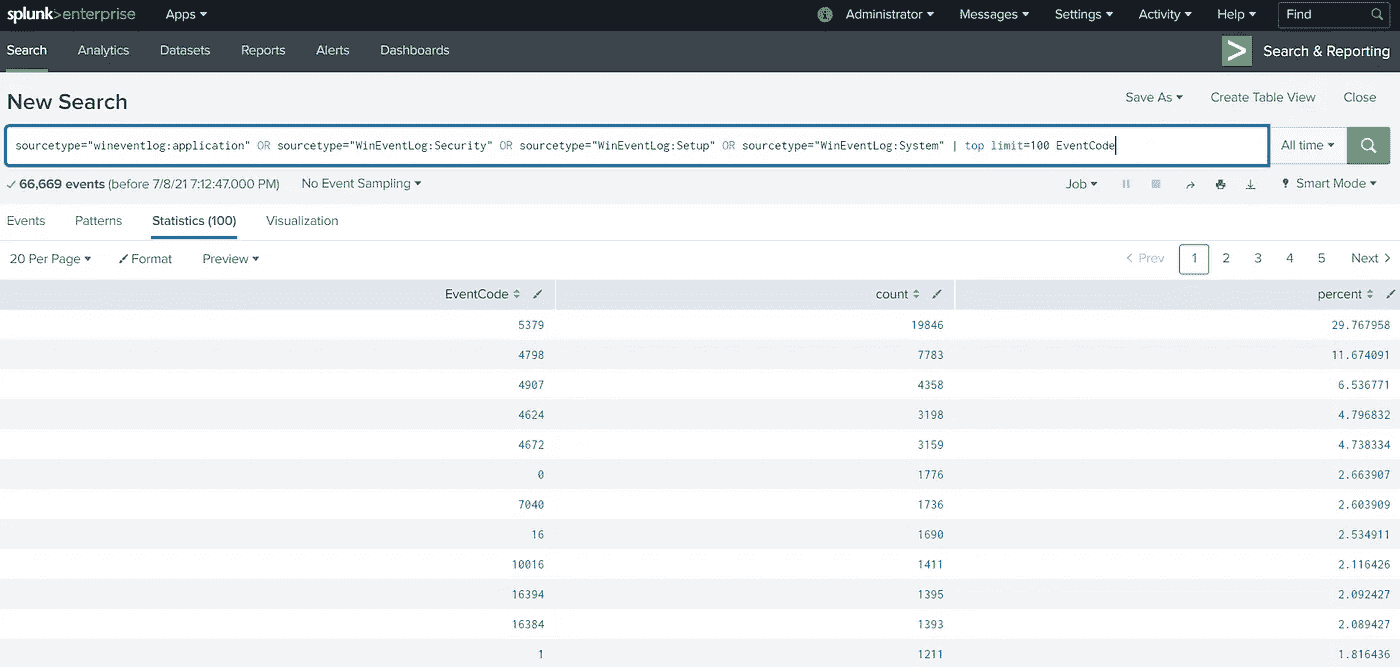 splunk>enterprise Apps Administrator Messages Settings Activity Help Find
Search Analytics Datasets Reports Alerts Dashboards Search & Reporting
New Search Save As Create Table View Close
sourcetype="wineventlog:application" OR sourcetype="WinEventLog:Security" OR sourcetype="WinEventLog:Setup" OR sourcetype="WinEventLog:System" | top limit=100 EventCode All time
66,669 events (before 7/8/21 7:12:47.000 PM) No Event Sampling Job Smart Mode
Events Patterns Statistics (100) Visualization
20 Per Page Format Preview < Prev 1 2 3 4 5 Next >
EventCode count percent
5379 19846 29.767958
4798 7783 11.674091
4907 4358 6.536771
4624 3198 4.796832
4672 3159 4.738334
0 1776 2.663907
7040 1736 2.603909
16 1690 2.534911
10016 1411 2.116426
16394 1395 2.092427
16384 1393 2.089427
1 1211 1.816436